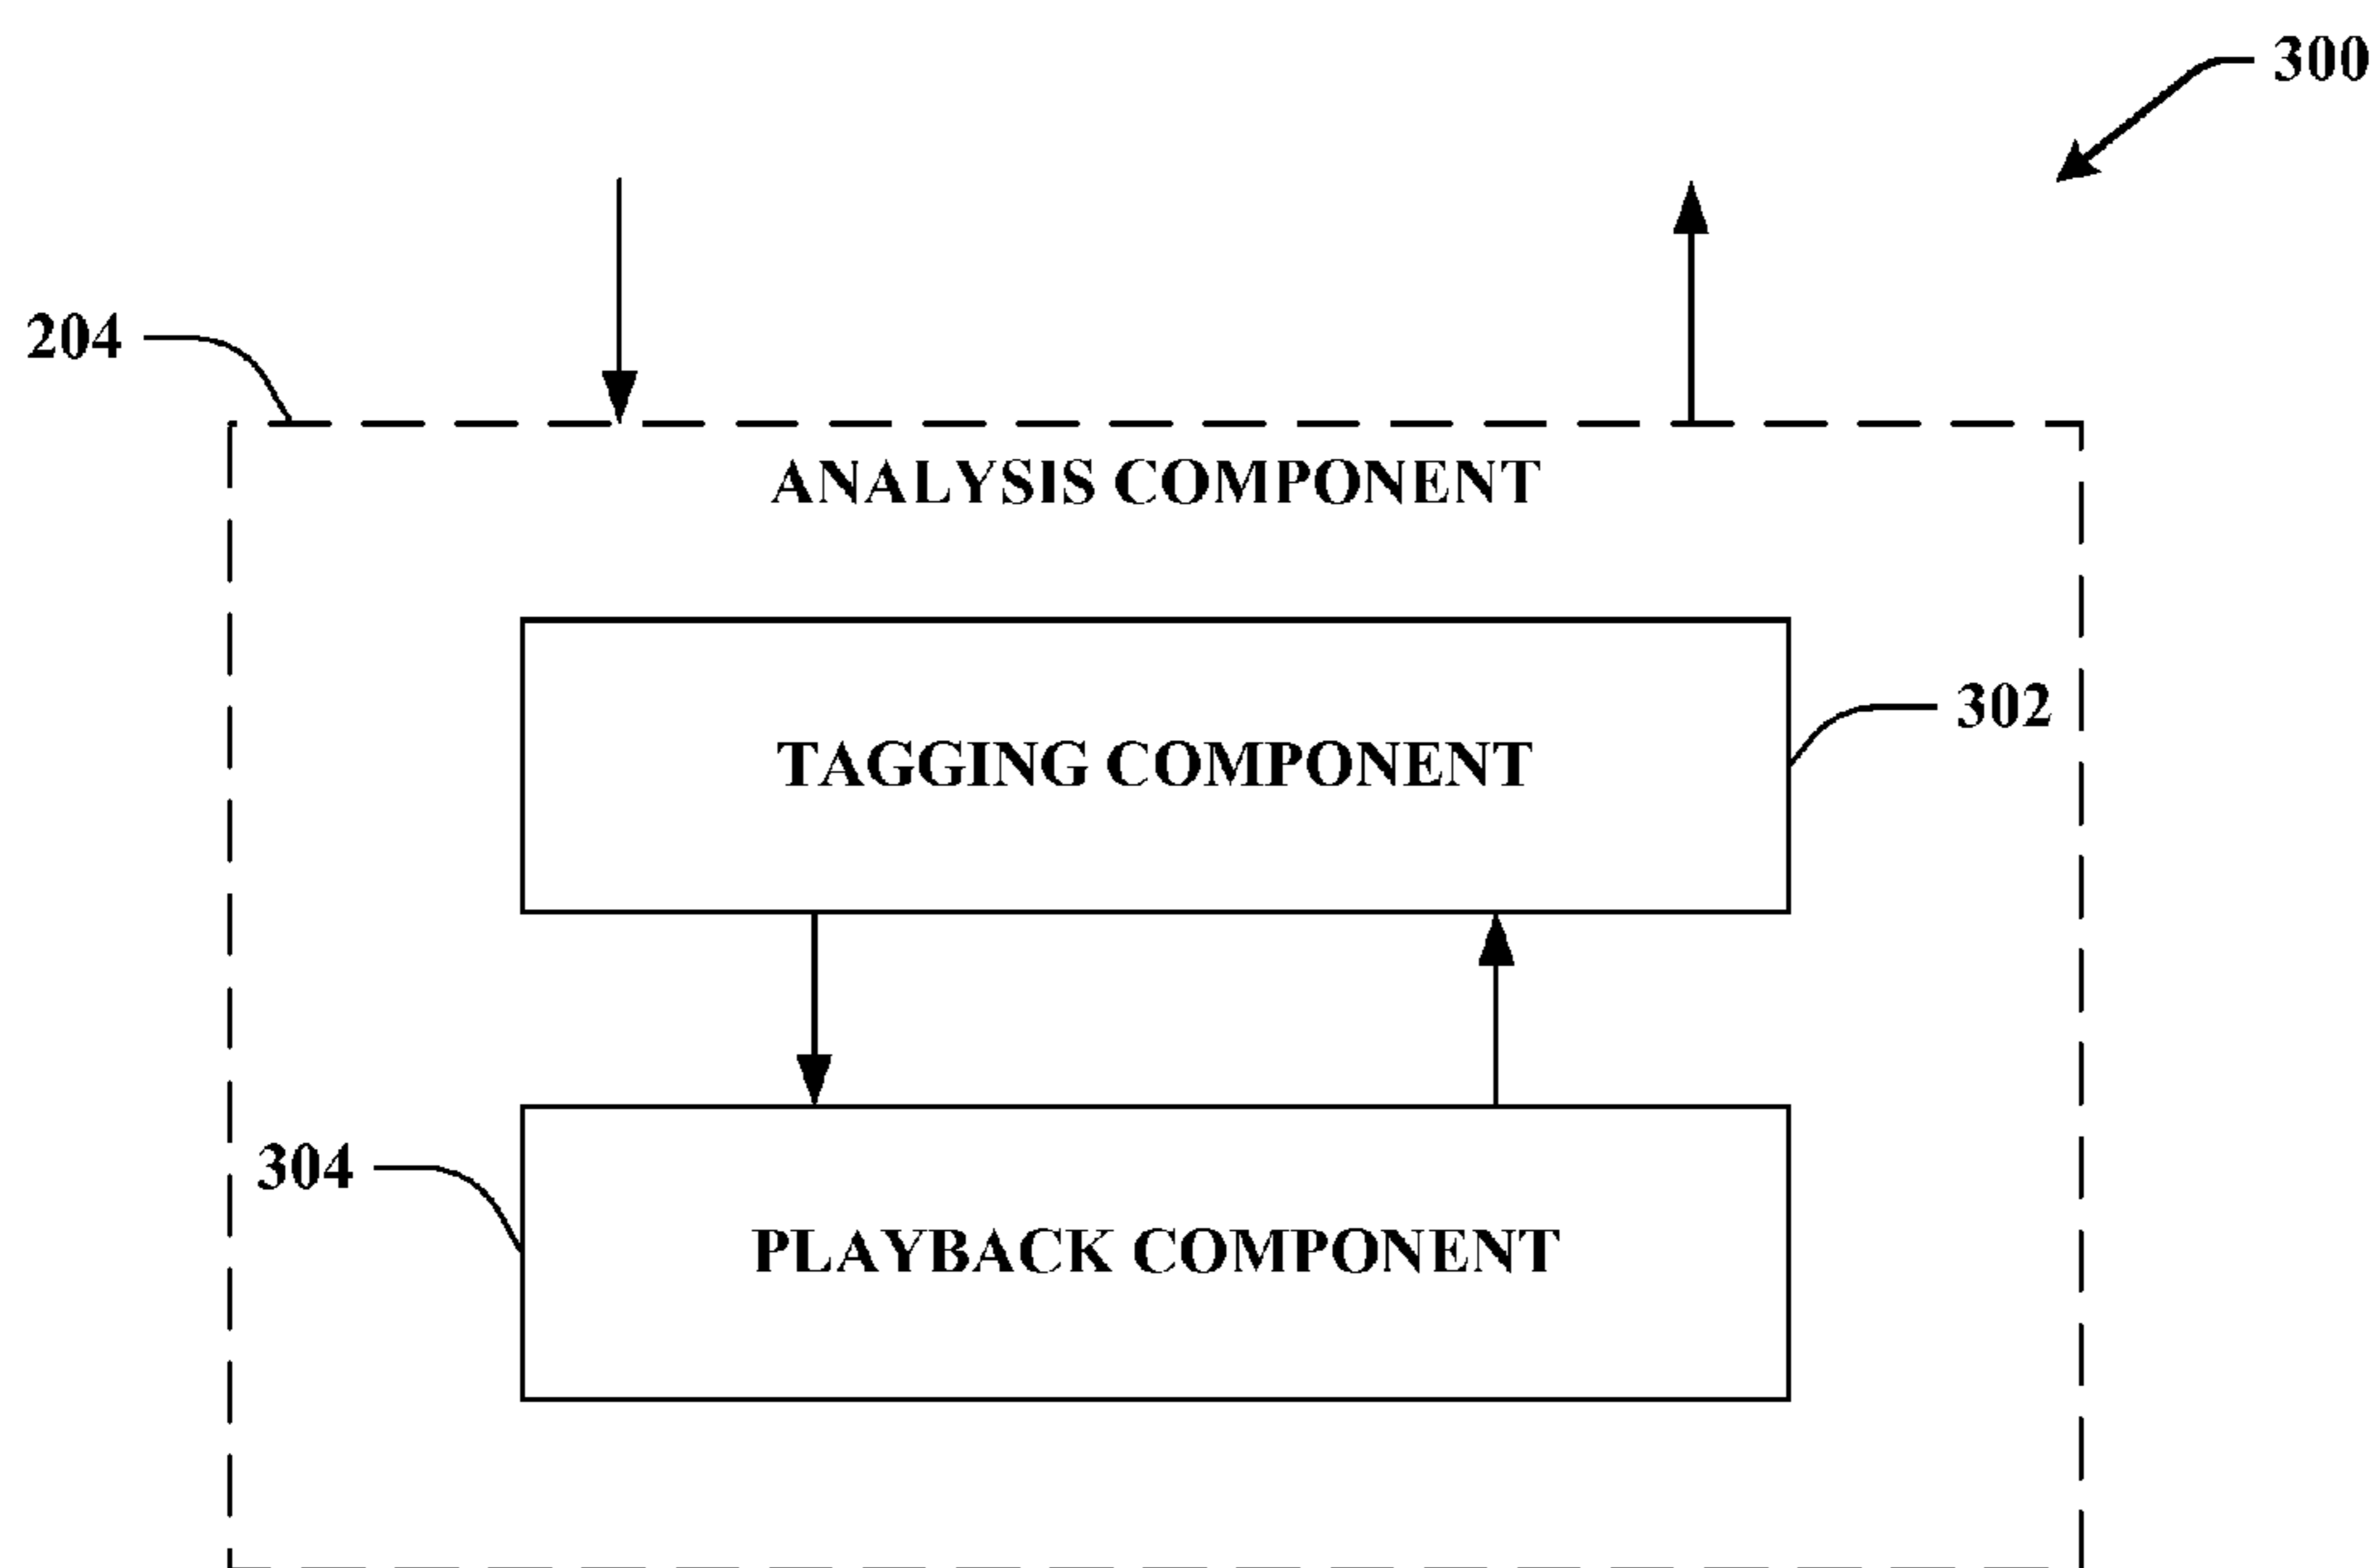 300
204
ANALYSIS COMPONENT
302
TAGGING COMPONENT
304
PLAYBACK COMPONENT